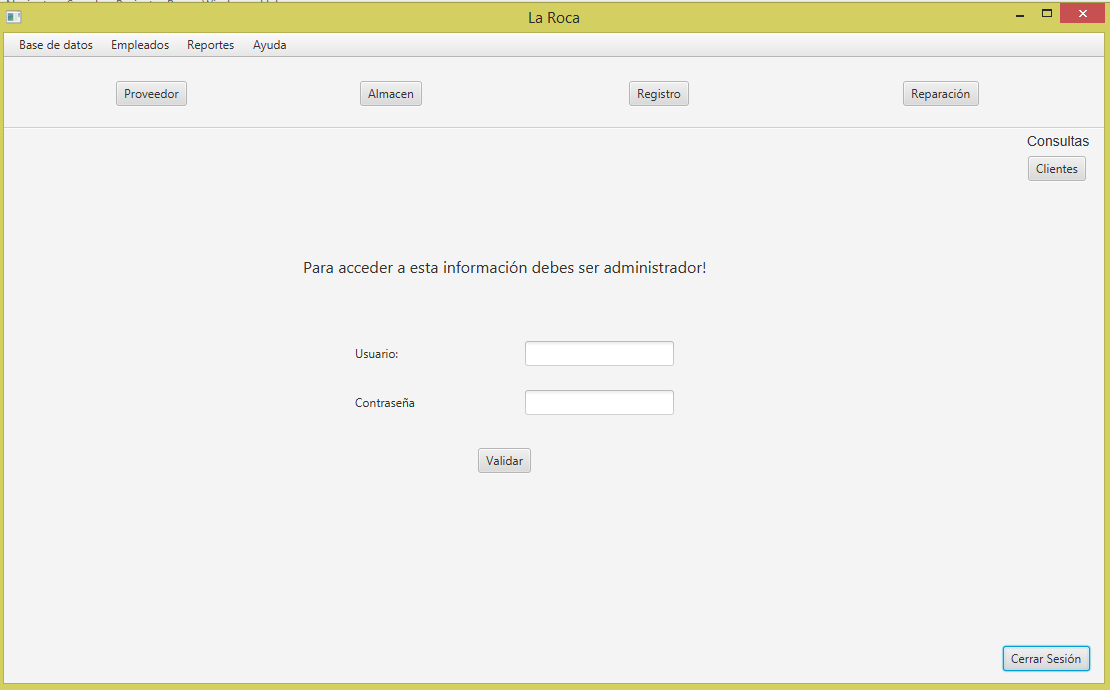 La Roca
Base de datos Empleados Reportes Ayuda
Proveedor Almacen Registro Reparación
Consultas
Clientes
Para acceder a esta información debes ser administrador!
Usuario:
Contraseña
Validar
Cerrar Sesión